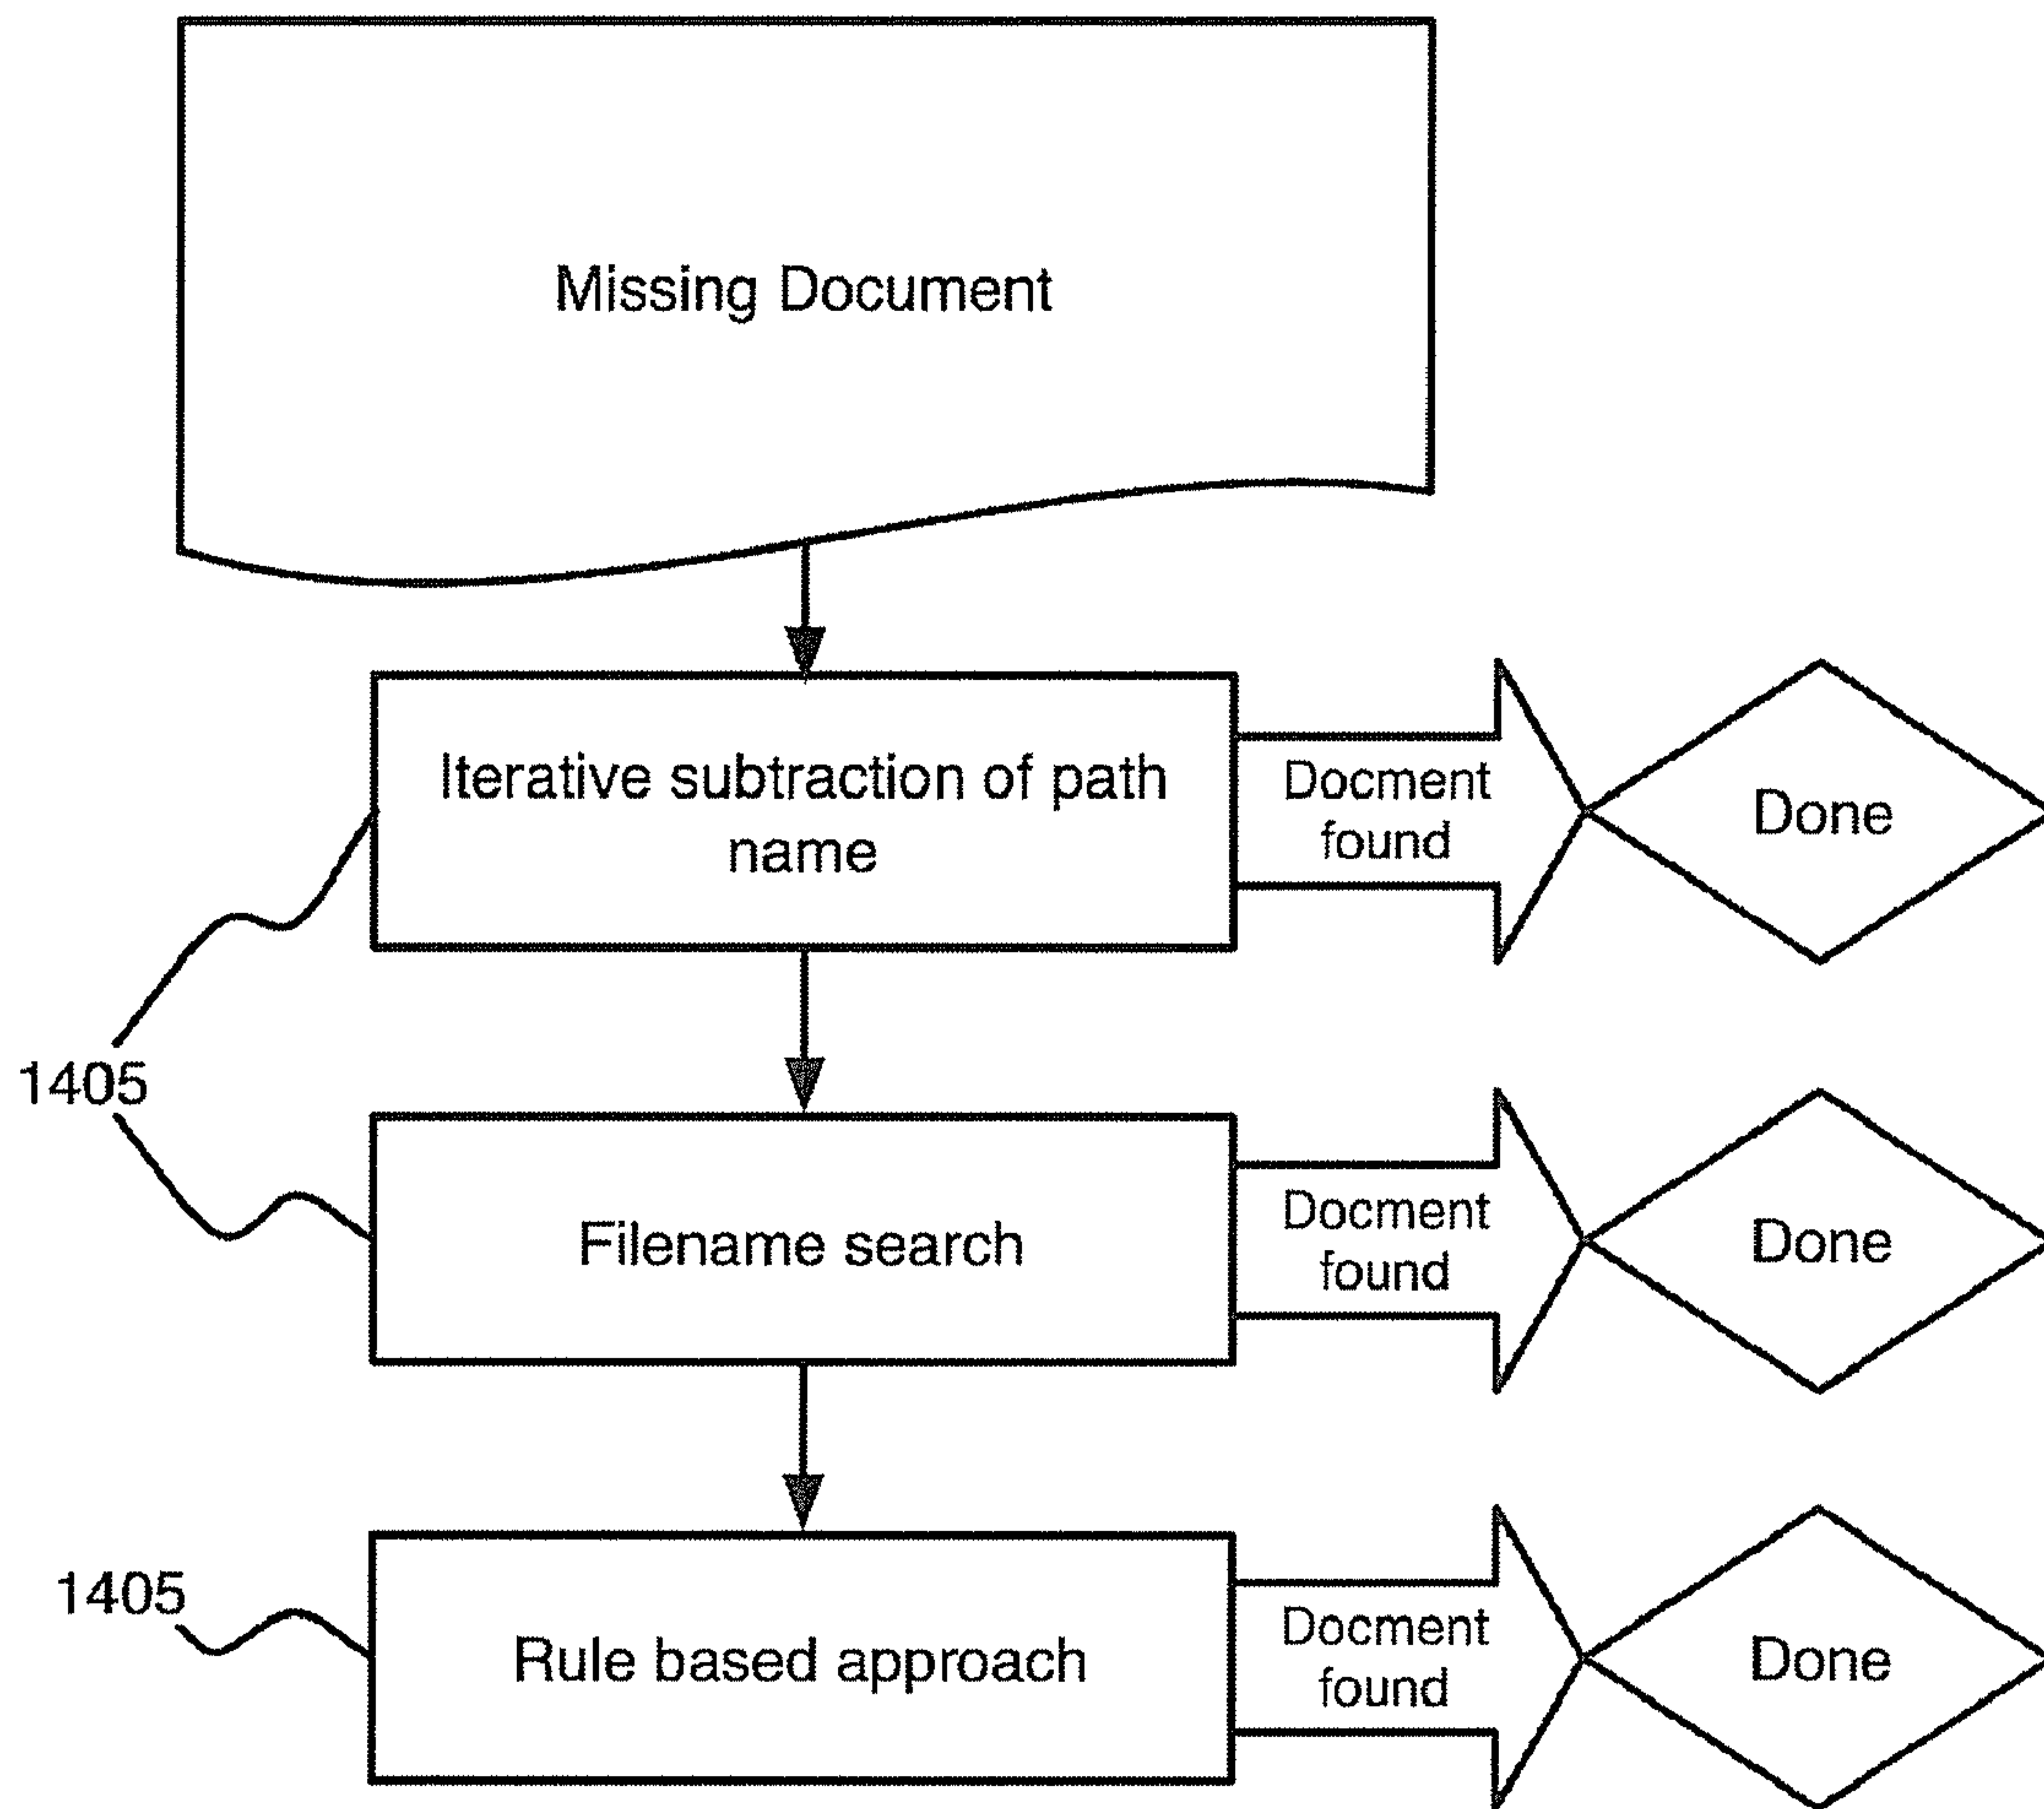 Missing Document
Iterative subtraction of path
name
Docment
found
Done
1405
Filename search
Docment
found
Done
1405
Rule based approach
Docment
found
Done